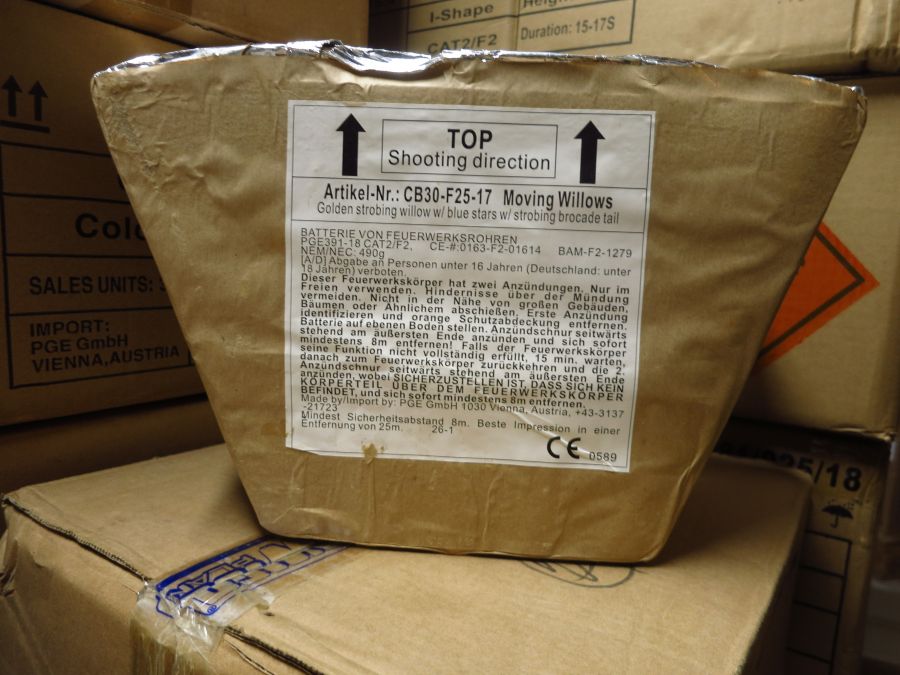 I-Shape
CAT2/F2
Duration: 15-17S
TOP
Shooting direction
Artikel-Nr.: CB30-F25-17 Moving Willows
Golden strobing willow w/ blue stars w/ strobing brocade tail
BATTERIE VON FEUERWERKSROHREN
PGE391-18 CAT2/F2, CE-#:0163-F2-01614 BAM-F2-1279
NEM/NEC: 490g
[A/D] Abgabe an Personen unter 16 Jahren (Deutschland: unter
18 Jahren) verboten.
Dieser Feuerwerkskörper hat zwei Anzündungen. Nur im
Freien verwenden. Hindernisse über der Mündung
vermeiden. Nicht in der Nähe von großen Gebäuden,
Bäumen oder Ähnlichem abschießen. Erste Anzündung
identifizieren und orange Schutzabdeckung entfernen.
Batterie auf ebenen Boden stellen. Anzündschnur seitwärts
stehend am äußersten Ende anzünden und sich sofort
mindestens 8m entfernen! Falls der Feuerwerkskörper
seine Funktion nicht vollständig erfüllt, 15 min. warten,
danach zum Feuerwerkskörper zurückkehren und die 2.
Anzündschnur seitwärts stehend am äußersten Ende
anzünden, wobei SICHERZUSTELLEN IST, DASS SICH KEIN
KÖRPERTEIL ÜBER DEM FEUERWERKSKÖRPER
BEFINDET, und sich sofort mindestens 8m entfernen.
Made by/Import by: PGE GmbH 1030 Vienna, Austria, +43-3137
-21723
Mindest Sicherheitsabstand 8m. Beste Impression in einer
Entfernung von 25m. 26-1
CE 0589
SALES UNITS:
IMPORT:
PGE GmbH
VIENNA,AUSTRIA
/18